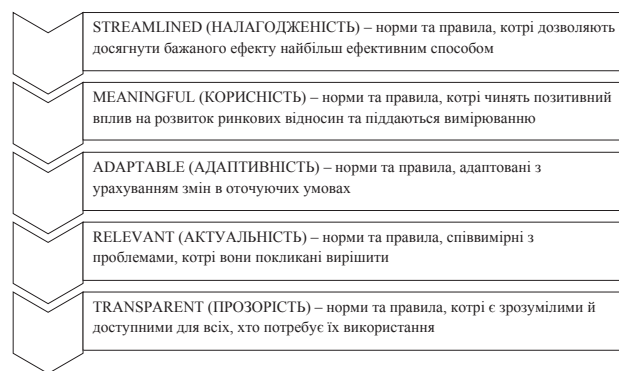 STREAMLINED (НАЛАГОДЖЕНІСТЬ) – норми та правила, котрі дозволяють
досягнути бажаного ефекту найбільш ефективним способом
MEANINGFUL (КОРИСНІСТЬ) – норми та правила, котрі чинять позитивний
вплив на розвиток ринкових відносин та піддаються вимірюванню
ADAPTABLE (АДАПТИВНІСТЬ) – норми та правила, адаптовані з
урахуванням змін в оточуючих умовах
RELEVANT (АКТУАЛЬНІСТЬ) – норми та правила, співвимірні з
проблемами, котрі вони покликані вирішити
TRANSPARENT (ПРОЗОРІСТЬ) – норми та правила, котрі є зрозумілими й
доступними для всіх, хто потребує їх використання